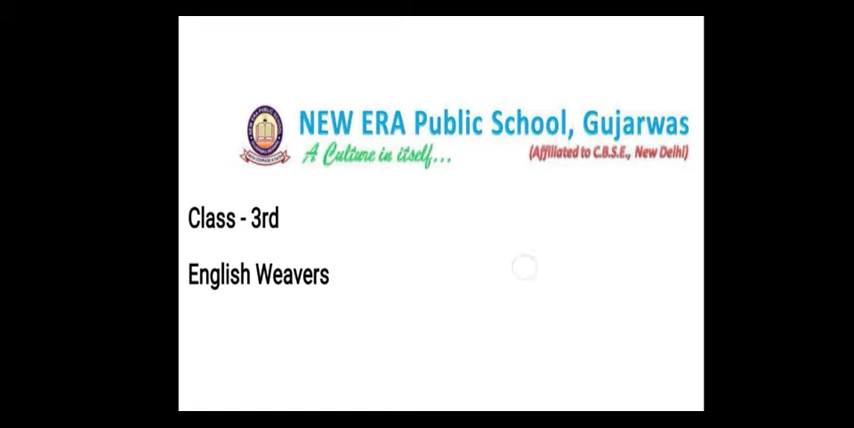 NEW ERA Public School, Gujarwas
A Culture in itself...
(Affiliated to C.B.S.E., New Delhi)
Class - 3rd
English Weavers